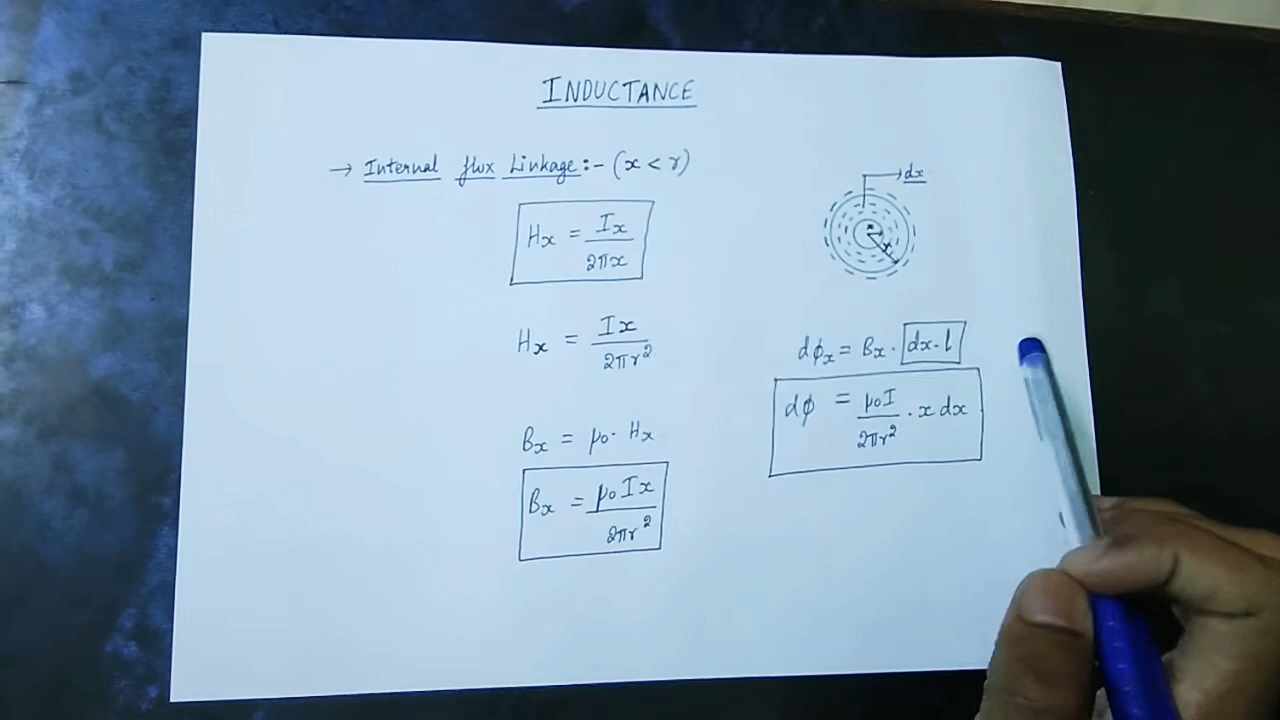 INDUCTANCE
→ Internal flux Linkage:- (x < r)
dx
Hx = Ix / 2πx
Hx = Ix / 2πr²
dϕx = Bx · dx·l
dϕ = μ₀I / 2πr² · x dx
Bx = μ₀· Hx
Bx = μ₀Ix / 2πr²